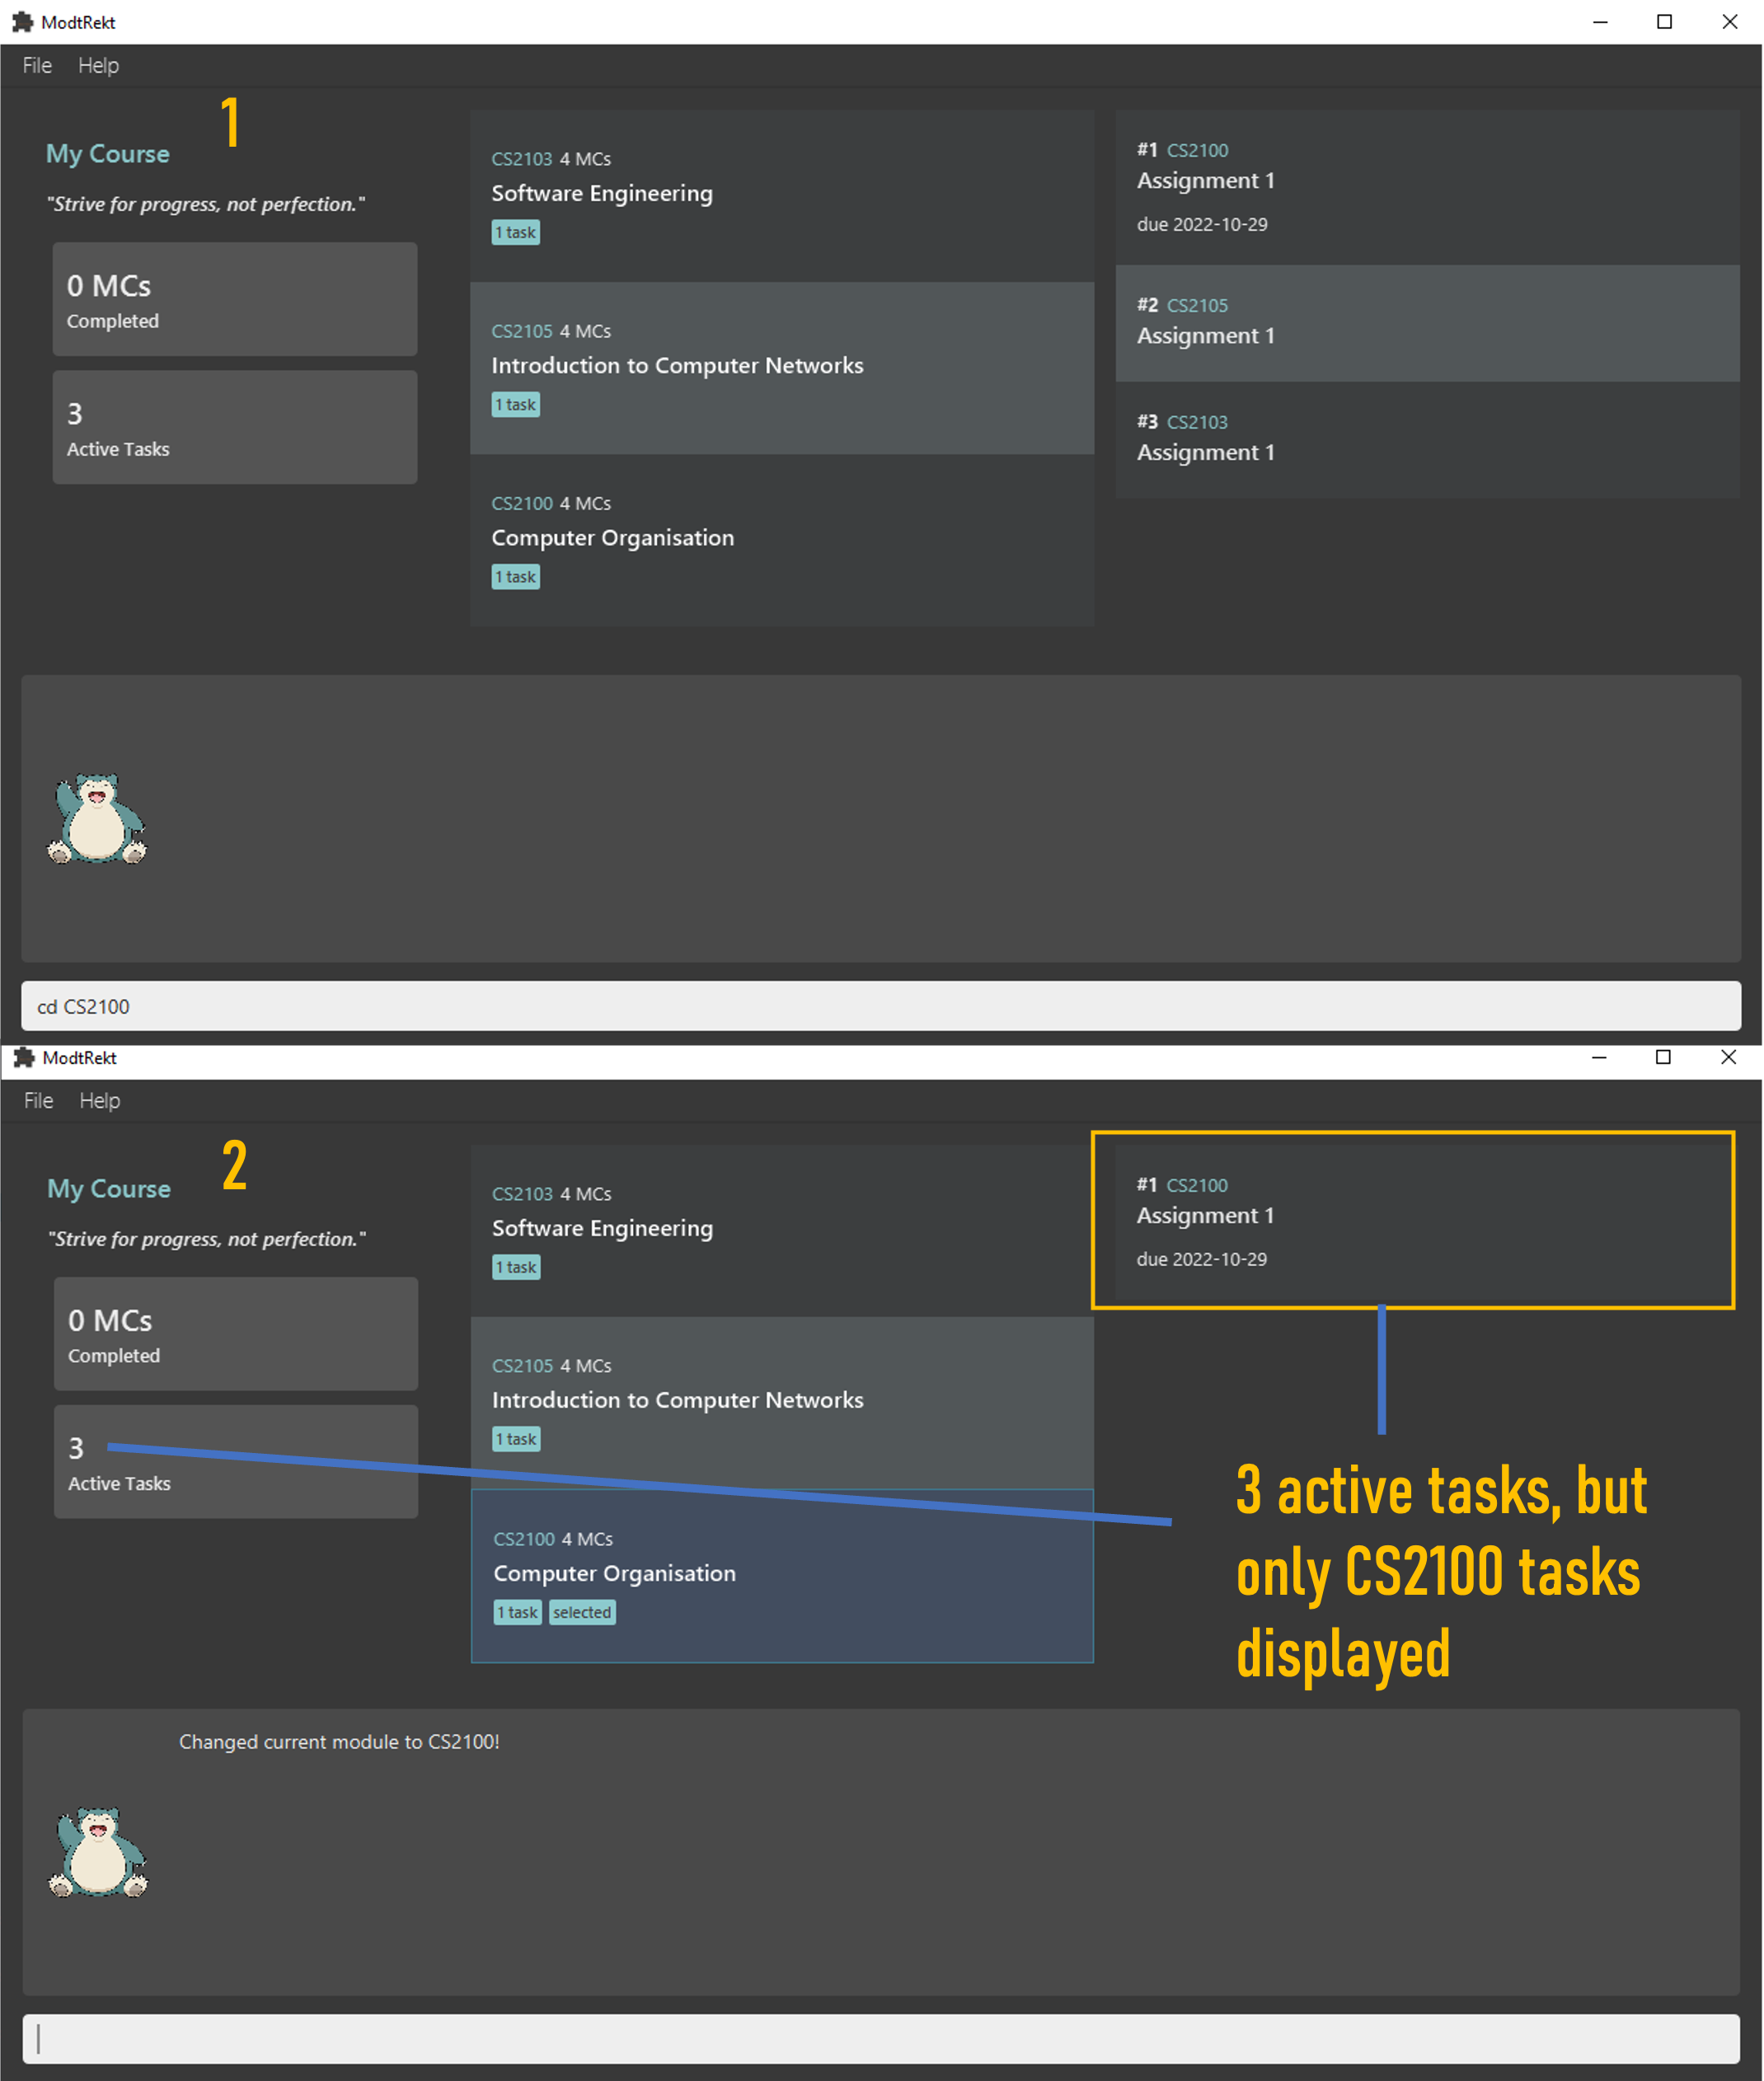 ModtRekt
File Help
1
My Course
"Strive for progress, not perfection."
0 MCs
Completed
3
Active Tasks
CS2103 4 MCs
Software Engineering
1 task
CS2105 4 MCs
Introduction to Computer Networks
1 task
CS2100 4 MCs
Computer Organisation
1 task
#1 CS2100
Assignment 1
due 2022-10-29
#2 CS2105
Assignment 1
#3 CS2103
Assignment 1
cd CS2100
ModtRekt
File Help
2
My Course
"Strive for progress, not perfection."
0 MCs
Completed
3
Active Tasks
CS2103 4 MCs
Software Engineering
1 task
CS2105 4 MCs
Introduction to Computer Networks
1 task
CS2100 4 MCs
Computer Organisation
1 task selected
#1 CS2100
Assignment 1
due 2022-10-29
3 active tasks, but
only CS2100 tasks
displayed
Changed current module to CS2100!